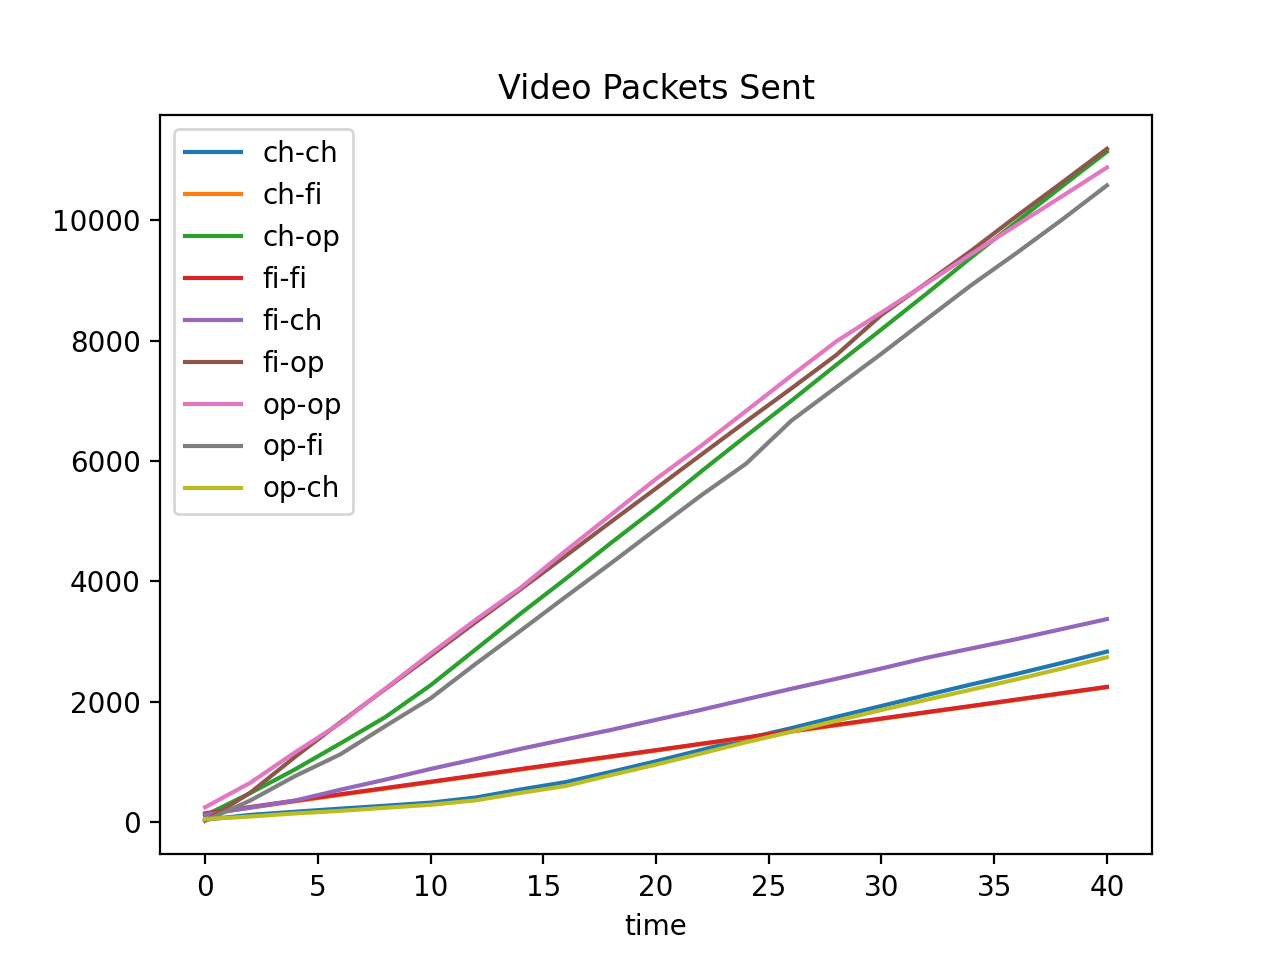 Video Packets Sent
ch-ch
ch-fi
ch-op
fi-fi
fi-ch
fi-op
op-op
op-fi
op-ch
10000
8000
6000
4000
2000
0
0 5 10 15 20 25 30 35 40
time